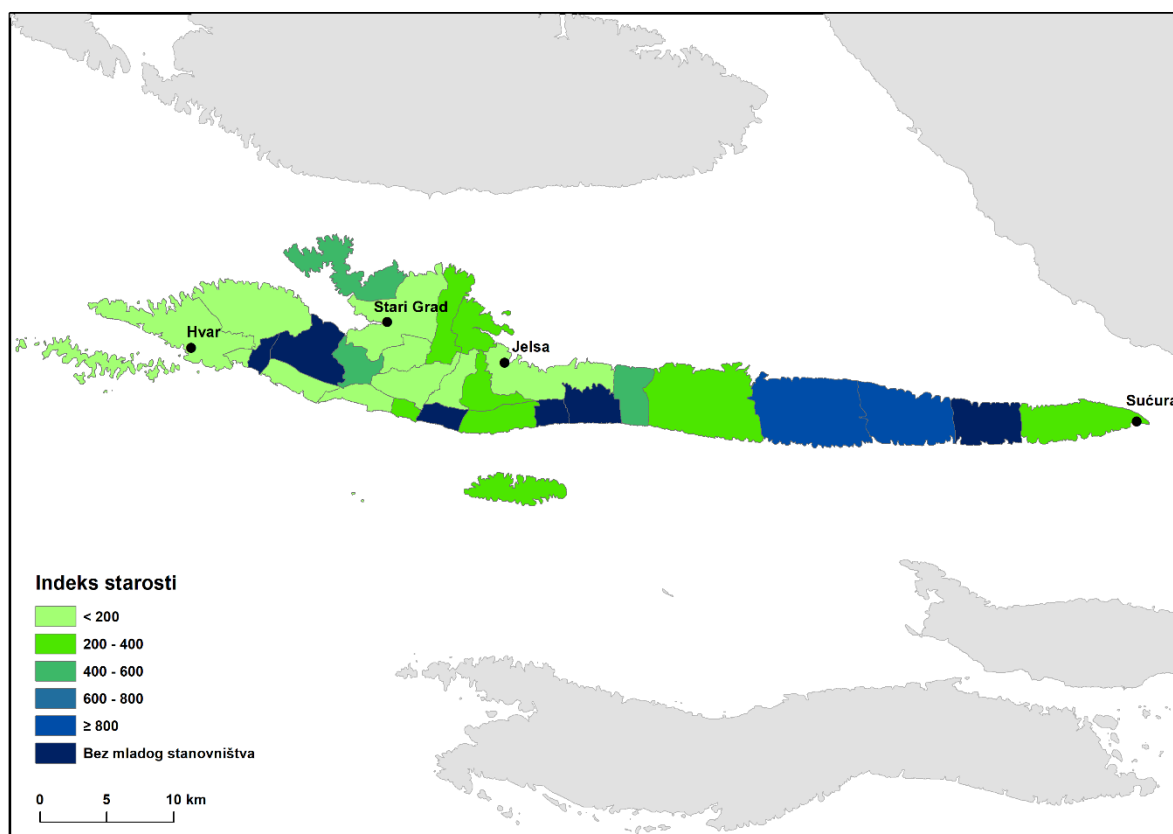 Stari Grad
Hvar
Jelsa
Sućuraj
Indeks starosti
< 200
200 - 400
400 - 600
600 - 800
≥ 800
Bez mladog stanovništva
0 5 10 km